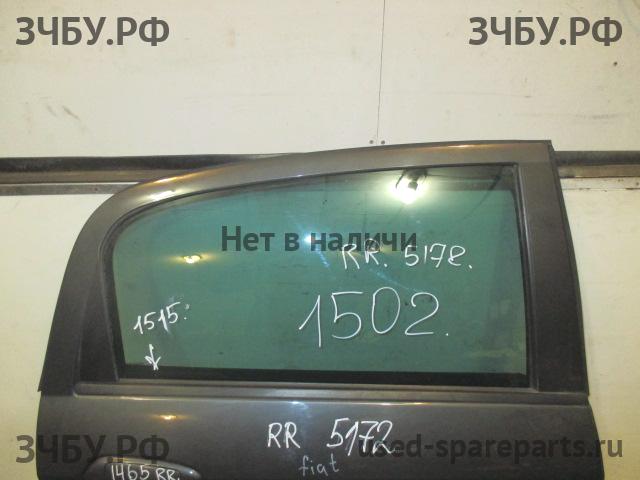 ЗЧБУ.РФ ЗЧБУ.РФ
Нет в наличии
RR. 5178.
1502.
1515.
RR 5172
ЗЧБУ.РФ used-spareparts.ru
fiat
1465 RR.